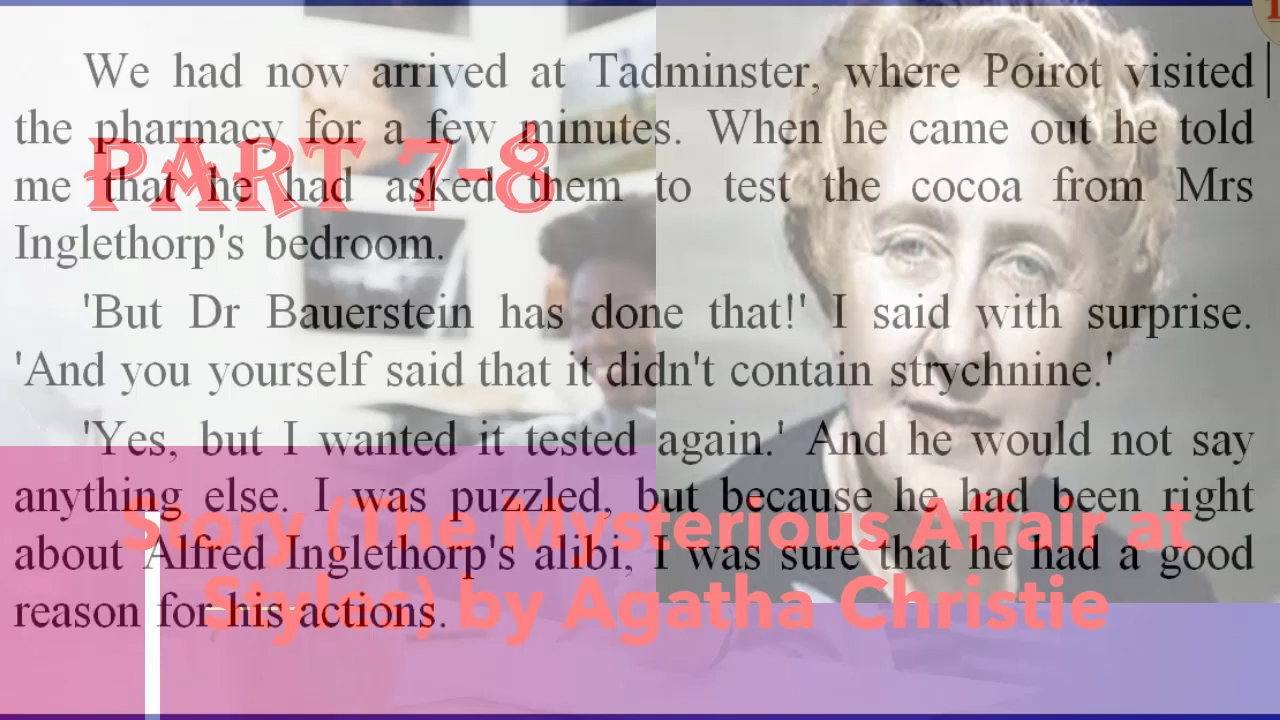 We had now arrived at Tadminster, where Poirot visited
the pharmacy for a few minutes. When he came out he told
me that he had asked them to test the cocoa from Mrs
Inglethorp's bedroom.
'But Dr Bauerstein has done that!' I said with surprise.
'And you yourself said that it didn't contain strychnine.'
'Yes, but I wanted it tested again.' And he would not say
anything else. I was puzzled, but because he had been right
about Alfred Inglethorp's alibi, I was sure that he had a good
reason for his actions.
PART 7-8
Story (The Mysterious Affair at
Styles) by Agatha Christie